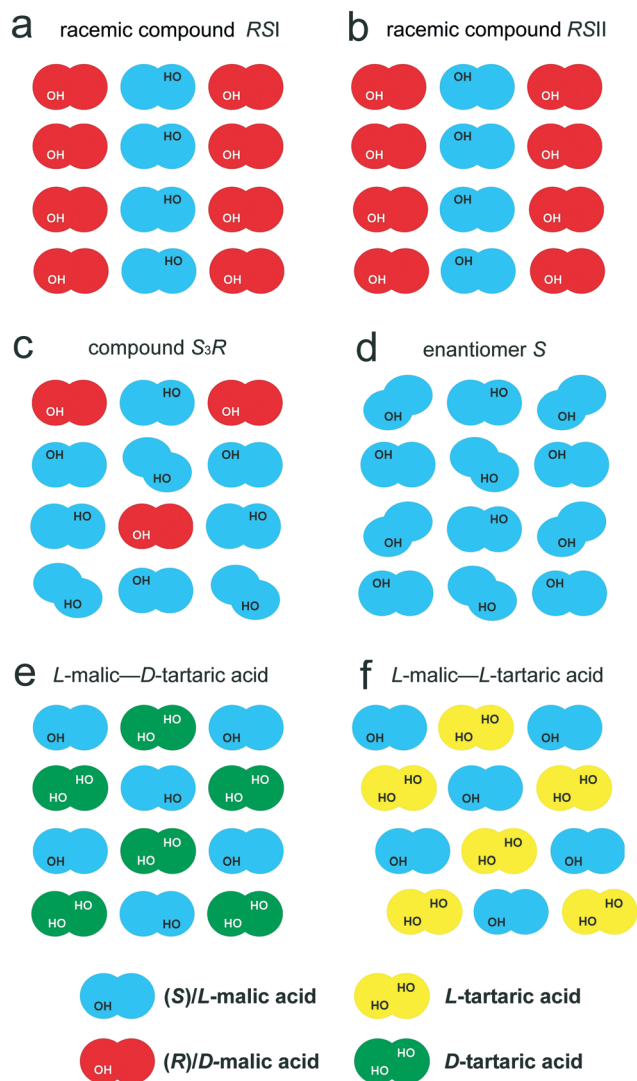 a racemic compound RSI
b racemic compound RSII
OH HO OH
OH OH OH
OH HO OH
OH OH OH
OH HO OH
OH OH OH
OH HO OH
OH OH OH
c compound S₃R
d enantiomer S
OH HO OH
OH HO OH
OH HO OH
OH HO OH
HO OH HO
OH HO OH
HO OH HO
OH HO OH
e L-malic—D-tartaric acid
f L-malic—L-tartaric acid
OH HO HO OH
OH HO HO OH
HO HO HO HO HO
HO HO OH HO HO
OH HO HO OH
OH HO HO OH
HO HO HO HO HO
HO HO OH HO HO
OH (S)/L-malic acid
HO HO L-tartaric acid
OH (R)/D-malic acid
HO OH D-tartaric acid